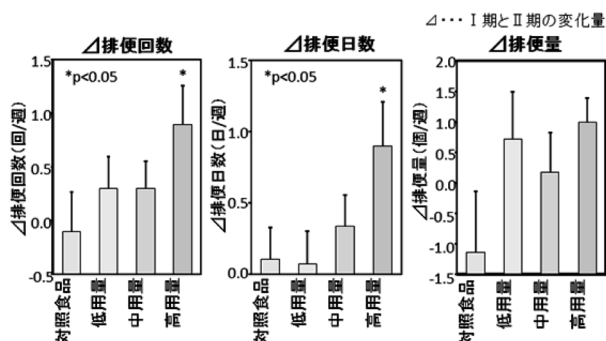 ⊿・・・Ⅰ期とⅡ期の変化量
⊿排便回数
*p<0.05
*
⊿排便回数(回/週)
1.5
1.0
0.5
0.0
-0.5
対照食品
低用量
中用量
高用量
⊿排便日数
*p<0.05
*
⊿排便日数(日/週)
1.5
1.0
0.5
0.0
対照食品
低用量
中用量
高用量
⊿排便量
⊿排便量(個/週)
2.0
1.5
1.0
0.5
0.0
-0.5
-1.0
-1.5
対照食品
低用量
中用量
高用量